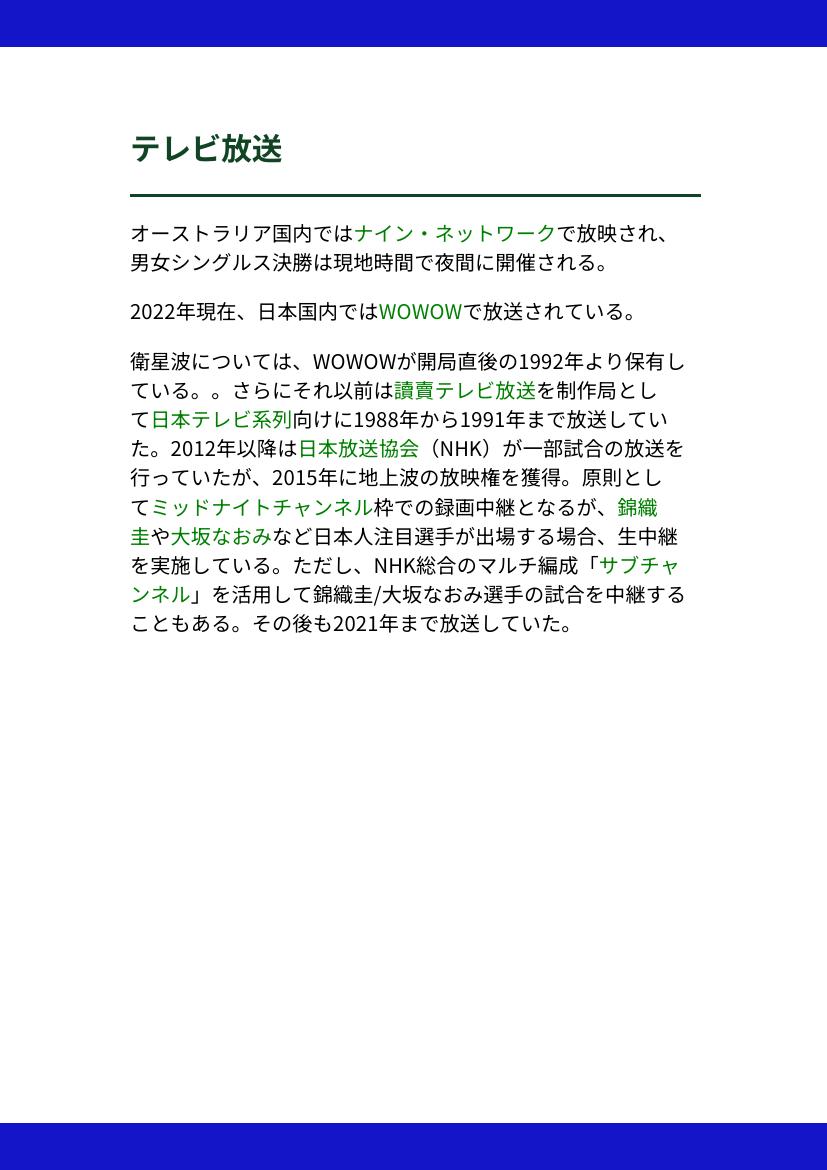 テレビ放送
オーストラリア国内ではナイン・ネットワークで放映され、
男女シングルス決勝は現地時間で夜間に開催される。
2022年現在、日本国内ではWOWOWで放送されている。
衛星波については、WOWOWが開局直後の1992年より保有し
ている。。さらにそれ以前は讀賣テレビ放送を制作局とし
て日本テレビ系列向けに1988年から1991年まで放送してい
た。2012年以降は日本放送協会（NHK）が一部試合の放送を
行っていたが、2015年に地上波の放映権を獲得。原則とし
てミッドナイトチャンネル枠での録画中継となるが、錦織
圭や大坂なおみなど日本人注目選手が出場する場合、生中継
を実施している。ただし、NHK総合のマルチ編成「サブチャ
ンネル」を活用して錦織圭/大坂なおみ選手の試合を中継する
こともある。その後も2021年まで放送していた。